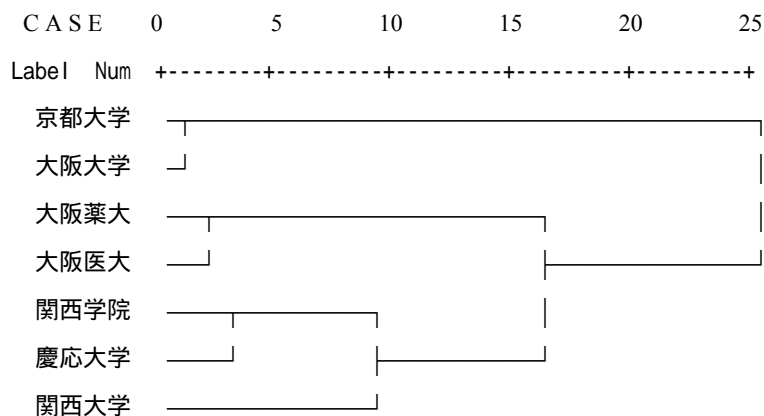 CASE 0 5 10 15 20 25
Label Num +--------+---------+---------+---------+---------+
京都大学
大阪大学
大阪薬大
大阪医大
関西学院
慶応大学
関西大学